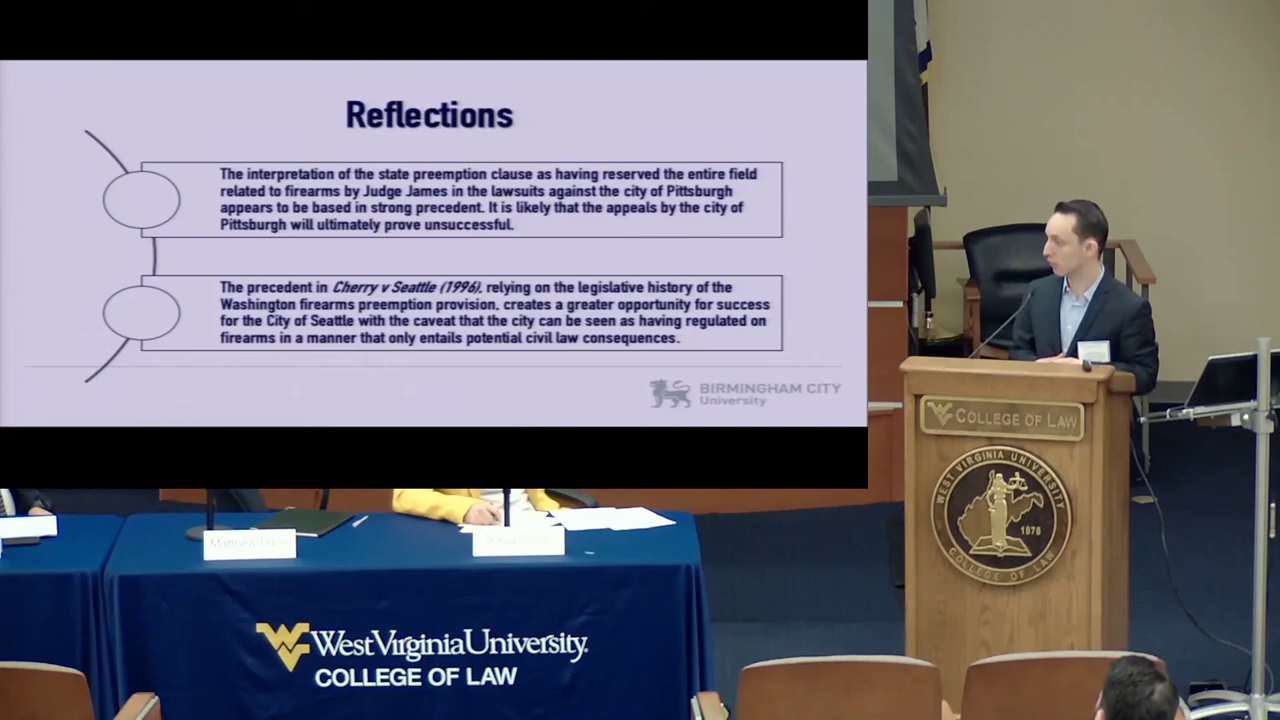 Reflections
The interpretation of the state preemption clause as having reserved the entire field
related to firearms by Judge James in the lawsuits against the city of Pittsburgh
appears to be based in strong precedent. It is likely that the appeals by the city of
Pittsburgh will ultimately prove unsuccessful.
The precedent in Cherry v Seattle (1996), relying on the legislative history of the
Washington firearms preemption provision, creates a greater opportunity for success
for the City of Seattle with the caveat that the city can be seen as having regulated on
firearms in a manner that only entails potential civil law consequences.
BIRMINGHAM CITY
University
WV COLLEGE OF LAW
WEST VIRGINIA UNIVERSITY
1878
COLLEGE OF LAW
Matthew
WV West Virginia University.
COLLEGE OF LAW